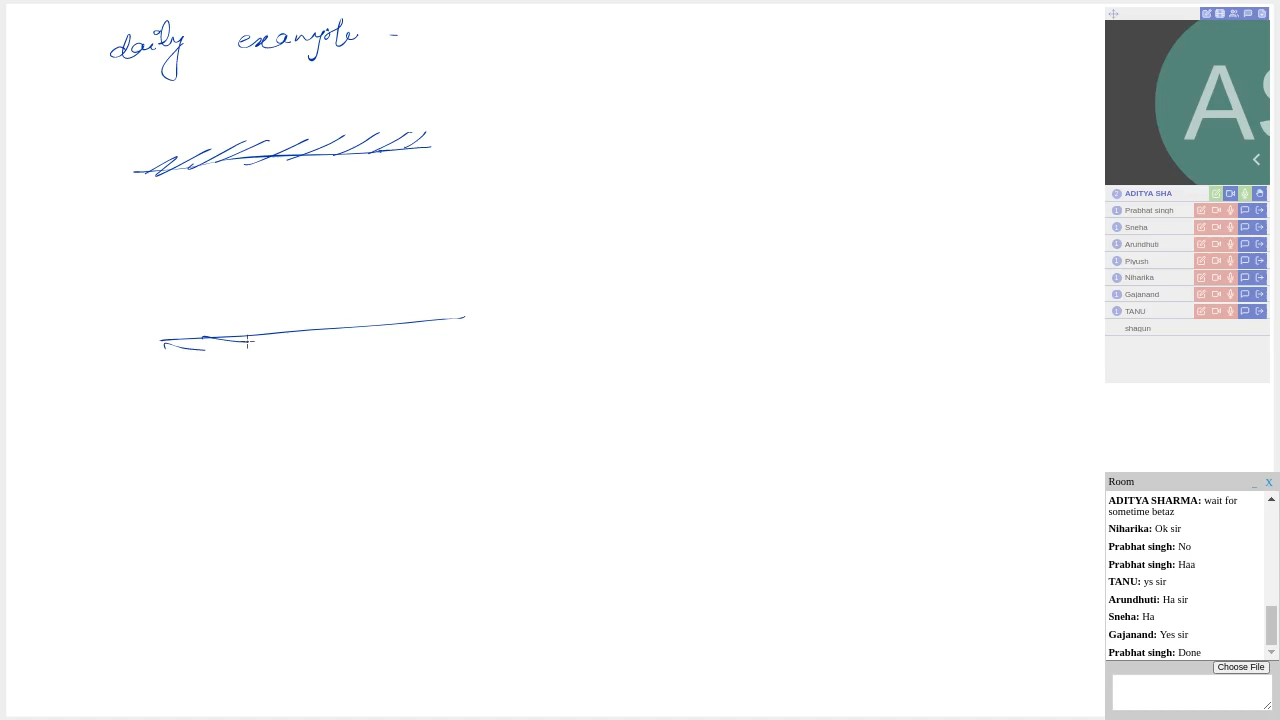 daily example -
AS
ADITYA SHA
Prabhat singh
Sneha
Arundhuti
Piyush
Niharika
Gajanand
TANU
shagun
Room
_ X
ADITYA SHARMA: wait for
sometime betaz
Niharika: Ok sir
Prabhat singh: No
Prabhat singh: Haa
TANU: ys sir
Arundhuti: Ha sir
Sneha: Ha
Gajanand: Yes sir
Prabhat singh: Done
Choose File